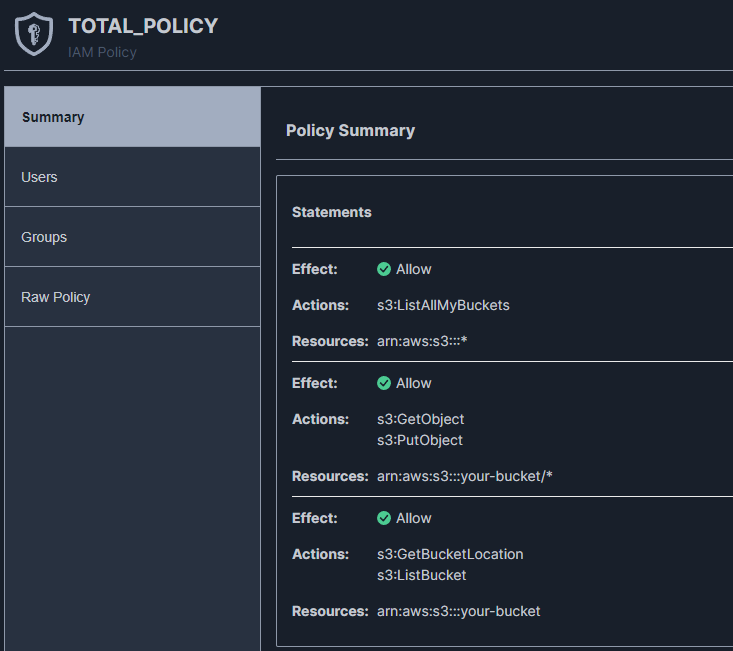 TOTAL_POLICY
IAM Policy
Summary
Users
Groups
Raw Policy
Policy Summary
Statements
Effect: Allow
Actions: s3:ListAllMyBuckets
Resources: arn:aws:s3:::*
Effect: Allow
Actions: s3:GetObject
s3:PutObject
Resources: arn:aws:s3:::your-bucket/*
Effect: Allow
Actions: s3:GetBucketLocation
s3:ListBucket
Resources: arn:aws:s3:::your-bucket